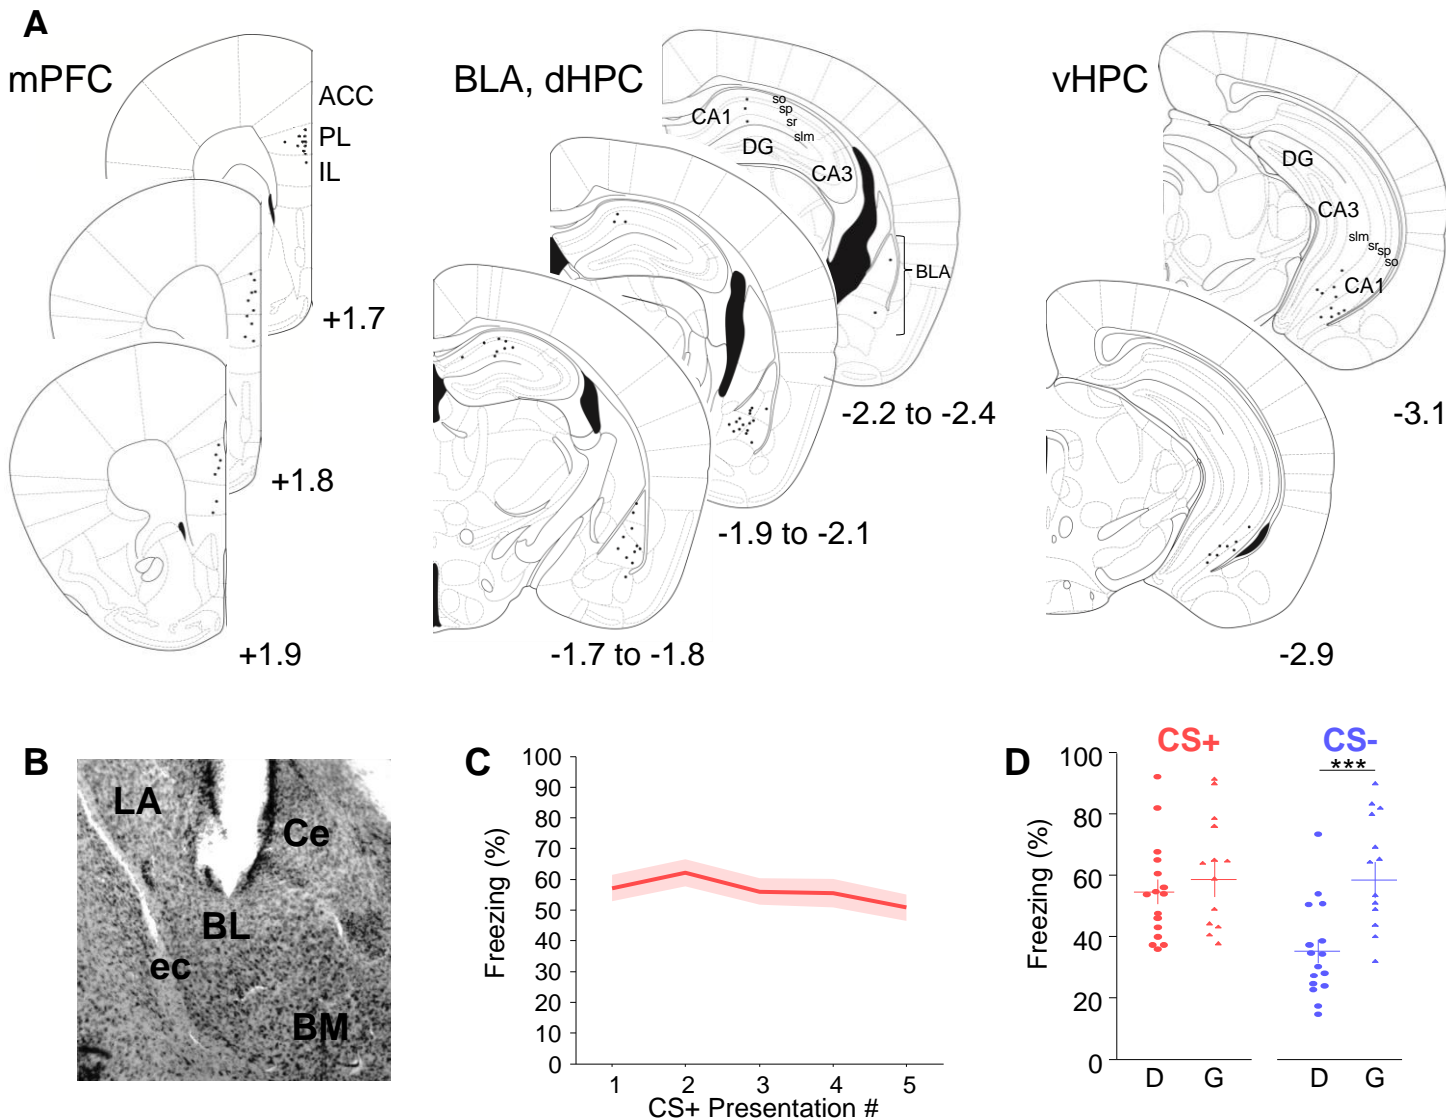 A
mPFC
ACC
PL
IL
+1.7
+1.8
+1.9
BLA, dHPC
CA1
so
sp
sr
slm
DG
CA3
BLA
-2.2 to -2.4
-1.9 to -2.1
-1.7 to -1.8
vHPC
DG
CA3
slm
sr
sp
so
CA1
-3.1
-2.9
B
LA
Ce
BL
ec
BM
C
Freezing (%)
100
90
80
70
60
50
40
30
20
10
0
1 2 3 4 5
CS+ Presentation #
D
CS+ CS-
***
Freezing (%)
100
80
60
40
20
0
D G D G